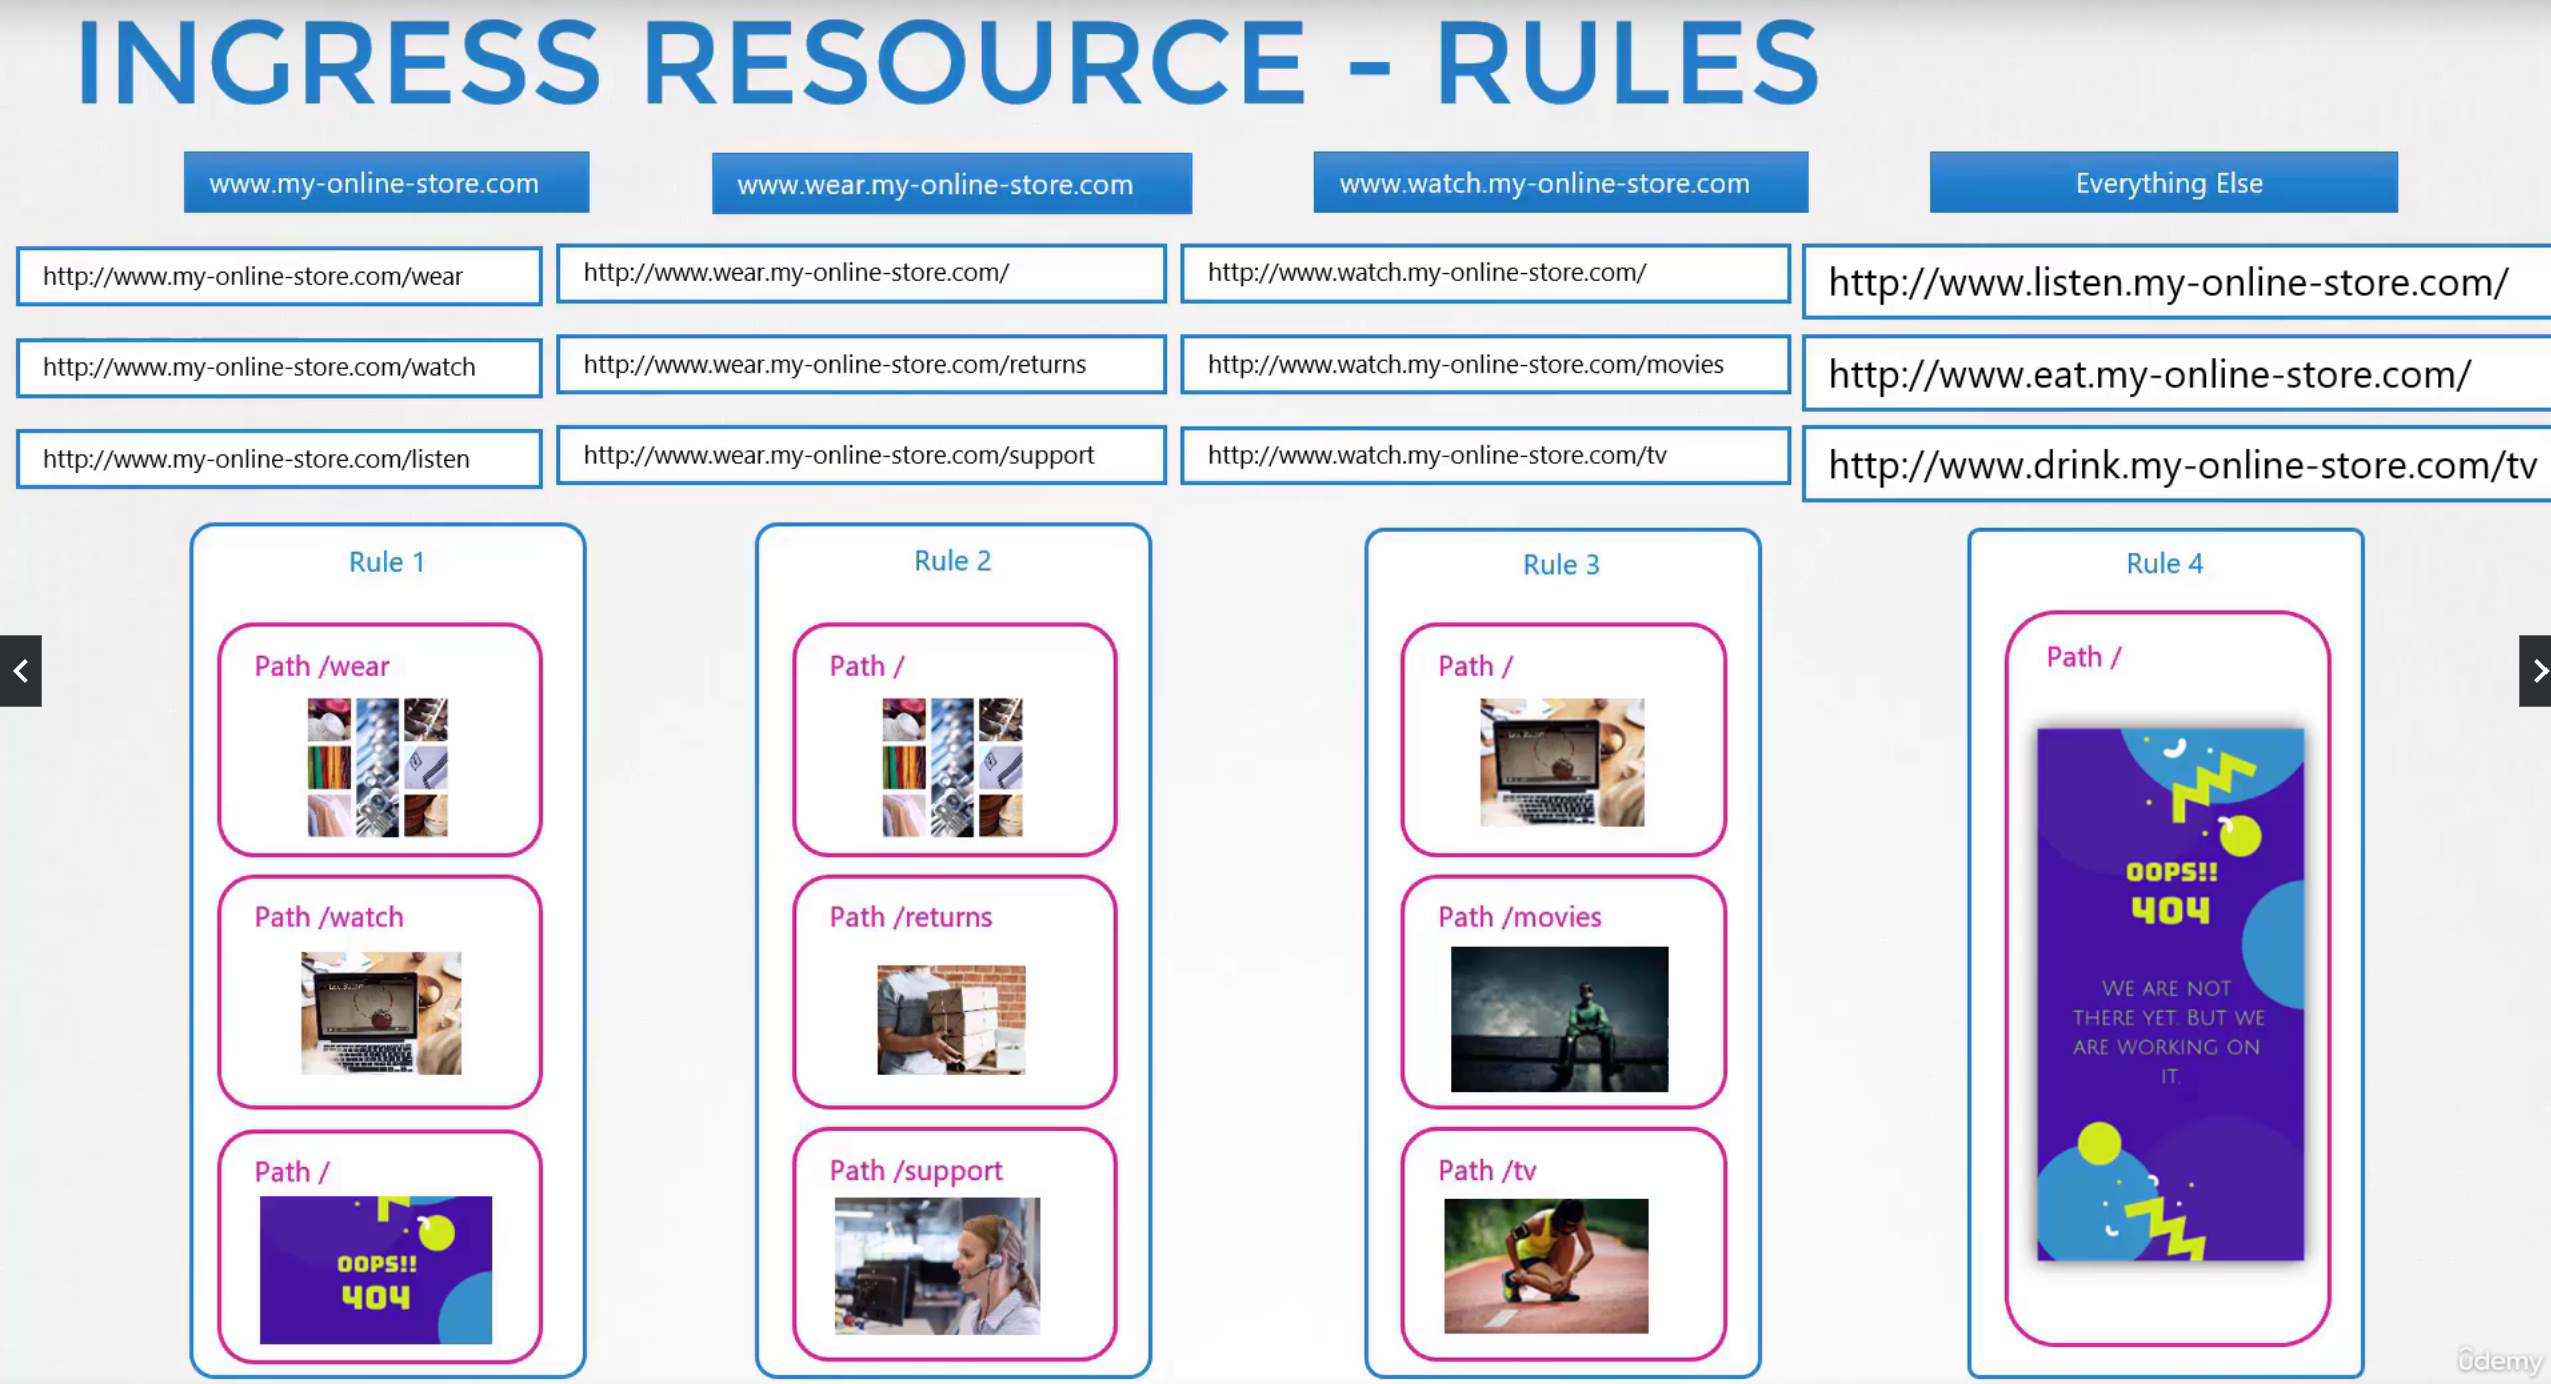 INGRESS RESOURCE - RULES
www.my-online-store.com
www.wear.my-online-store.com
www.watch.my-online-store.com
Everything Else
http://www.my-online-store.com/wear
http://www.wear.my-online-store.com/
http://www.watch.my-online-store.com/
http://www.listen.my-online-store.com/
http://www.my-online-store.com/watch
http://www.wear.my-online-store.com/returns
http://www.watch.my-online-store.com/movies
http://www.eat.my-online-store.com/
http://www.my-online-store.com/listen
http://www.wear.my-online-store.com/support
http://www.watch.my-online-store.com/tv
http://www.drink.my-online-store.com/tv
Rule 1
Path /wear
Path /watch
Path /
OOPS!!
404
Rule 2
Path /
Path /returns
Path /support
Rule 3
Path /
Path /movies
Path /tv
Rule 4
Path /
OOPS!!
404
WE ARE NOT
THERE YET. BUT WE
ARE WORKING ON
IT.
ûdemy